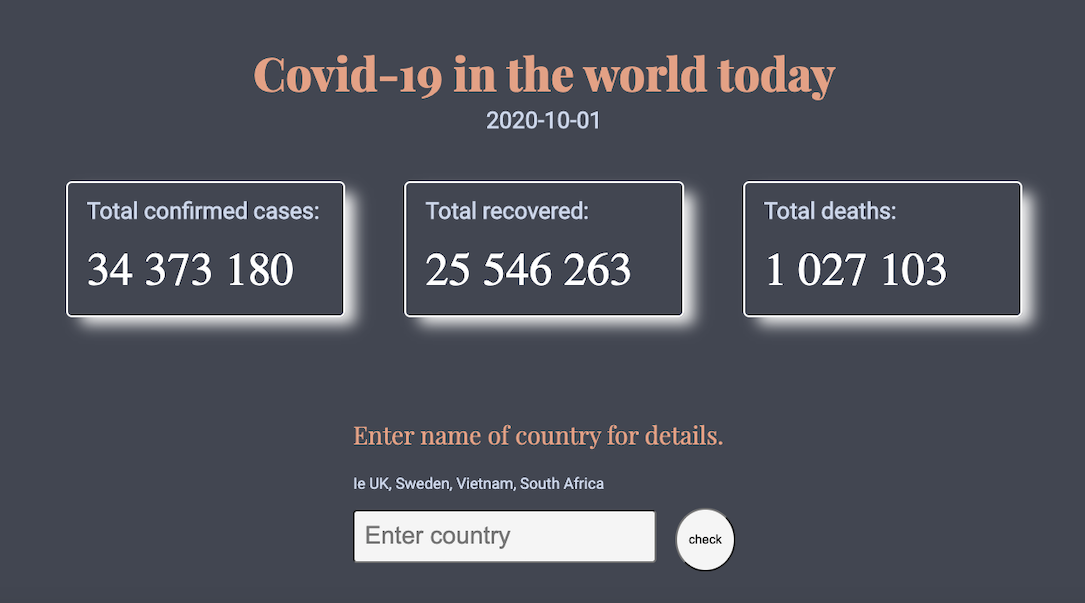 Covid-19 in the world today
2020-10-01
Total confirmed cases:
34 373 180
Total recovered:
25 546 263
Total deaths:
1 027 103
Enter name of country for details.
Ie UK, Sweden, Vietnam, South Africa
Enter country
check